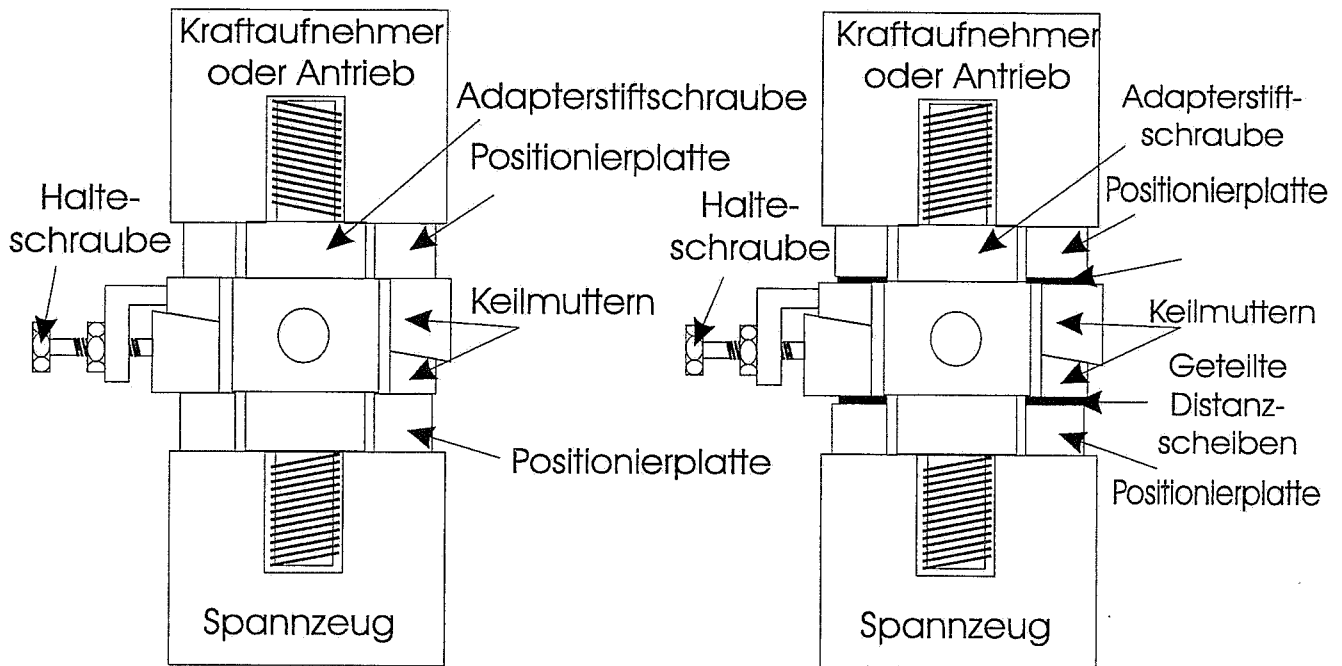 Kraftaufnehmer
oder Antrieb
Adapterstiftschraube
Positionierplatte
Halte-
schraube
Keilmuttern
Positionierplatte
Spannzeug
Kraftaufnehmer
oder Antrieb
Adapterstift-
schraube
Positionierplatte
Halte-
schraube
Keilmuttern
Geteilte
Distanz-
scheiben
Positionierplatte
Spannzeug